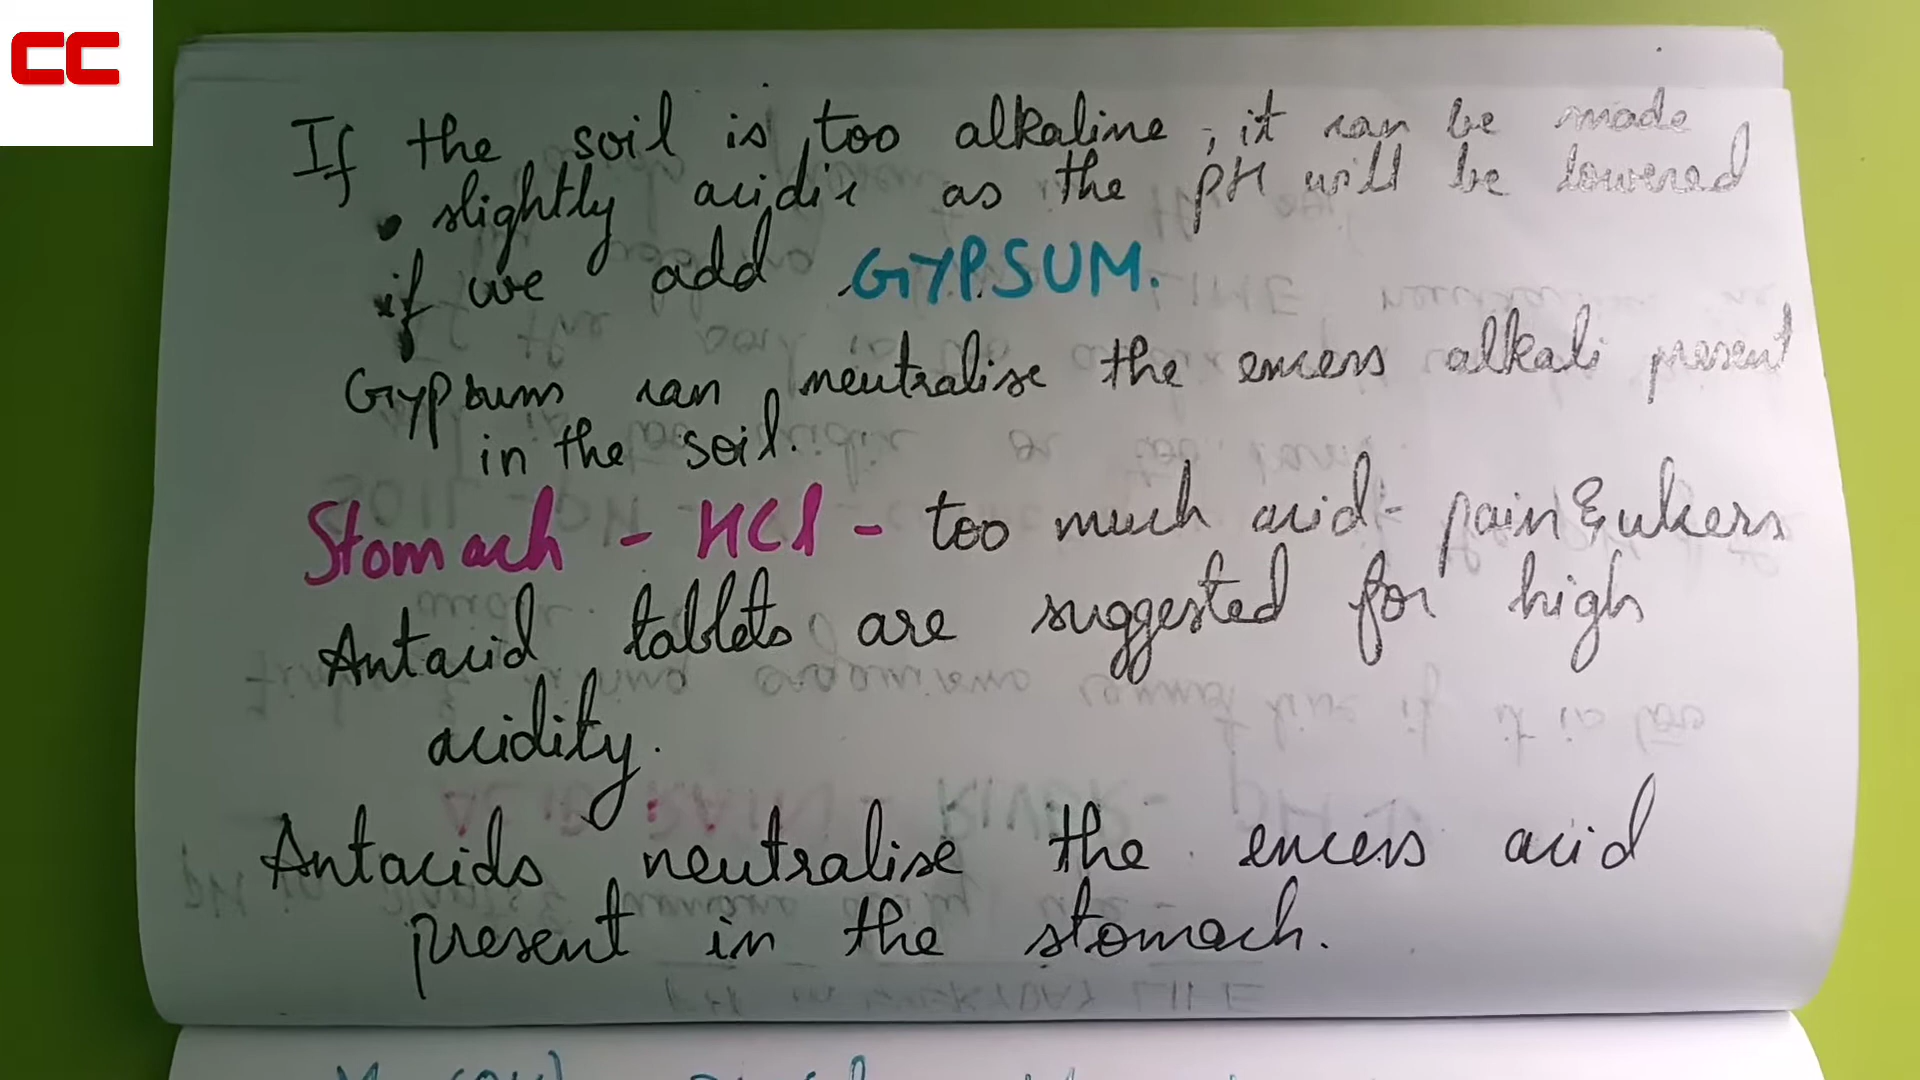 CC
If the soil is too alkaline, it can be made
• slightly acidic as the pH will be lowered
if we add GYPSUM.
Gypsum can neutralise the excess alkali present
in the soil.
Stomach - HCl - too much acid - pain & ulcers
Antacid tablets are suggested for high
acidity.
Antacids neutralise the excess acid
present in the stomach.